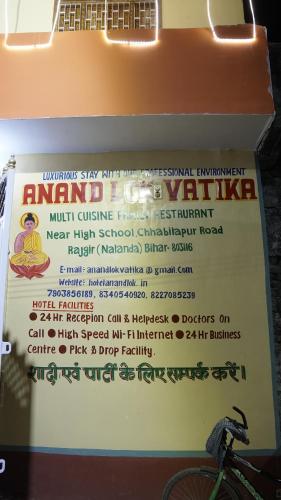 LUXURIOUS STAY WITH OUR PROFESSIONAL ENVIRONMENT
ANAND LOK VATIKA
MULTI CUISINE FAMILY RESTAURANT
Near High School, Chhabilapur Road
Rajgir (Nalanda) Bihar- 803116
E-mail: anandlokvatika @ gmail.Com
Website: hotelanandlok. in
7903856189, 8340540920, 8227085239
HOTEL FACILITIES
● 24 Hr Recepion Call & Helpdesk ● Doctors On
Call ● High Speed Wi-Fi Internet ● 24 Hr Business
Centre ● Pick & Drop Facility.
शादी एवं पार्टी के लिए सम्पर्क करें।